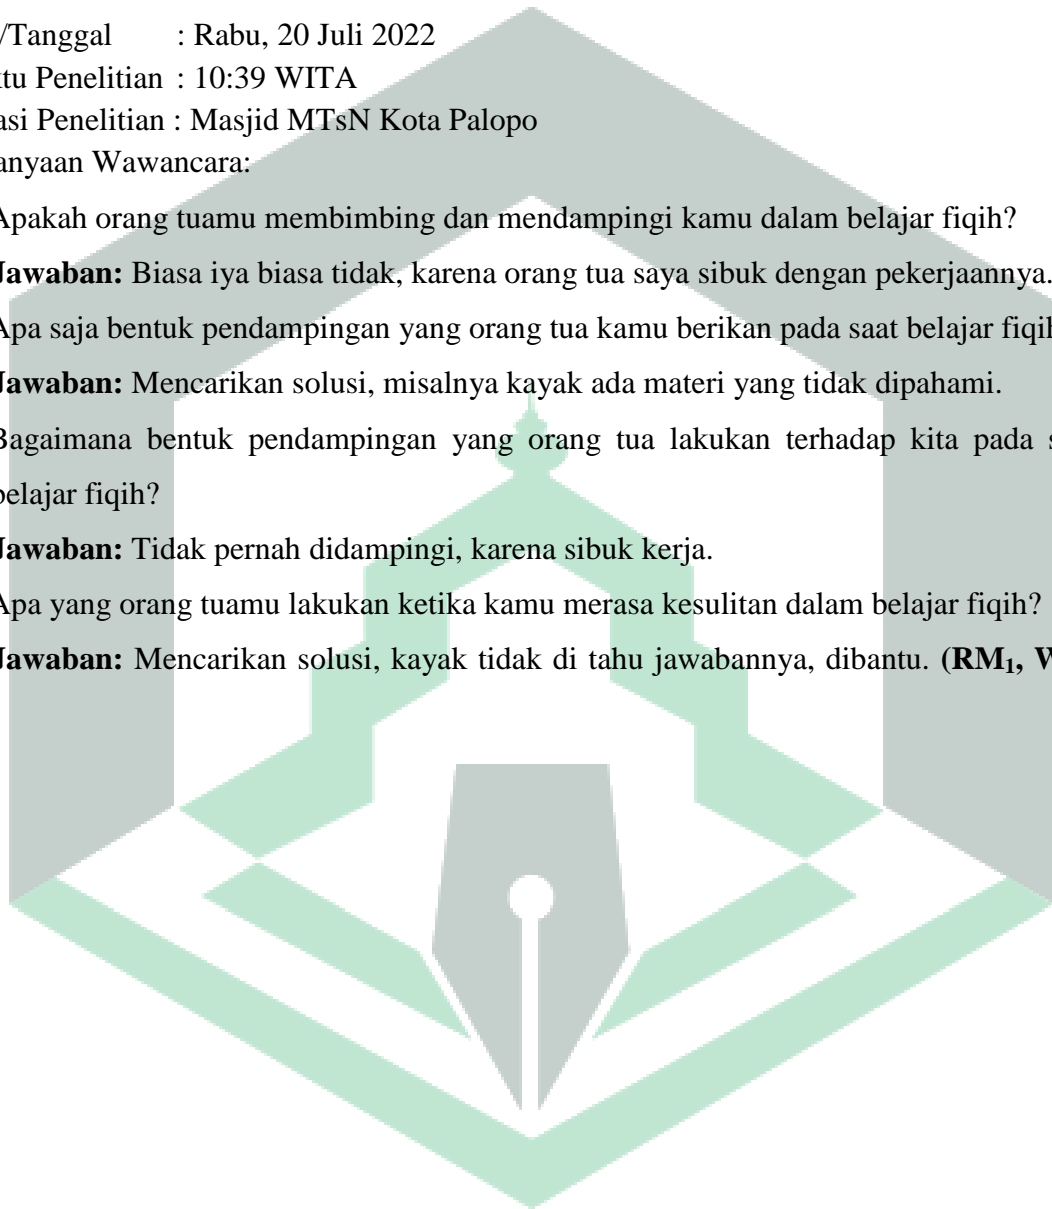 /Tanggal : Rabu, 20 Juli 2022
tu Penelitian : 10:39 WITA
asi Penelitian : Masjid MTsN Kota Palopo
anyaan Wawancara:
Apakah orang tuamu membimbing dan mendampingi kamu dalam belajar fiqih?
Jawaban: Biasa iya biasa tidak, karena orang tua saya sibuk dengan pekerjaannya.
Apa saja bentuk pendampingan yang orang tua kamu berikan pada saat belajar fiqih
Jawaban: Mencarikan solusi, misalnya kayak ada materi yang tidak dipahami.
Bagaimana bentuk pendampingan yang orang tua lakukan terhadap kita pada s
belajar fiqih?
Jawaban: Tidak pernah didampingi, karena sibuk kerja.
Apa yang orang tuamu lakukan ketika kamu merasa kesulitan dalam belajar fiqih?
Jawaban: Mencarikan solusi, kayak tidak di tahu jawabannya, dibantu. (RM₁, W